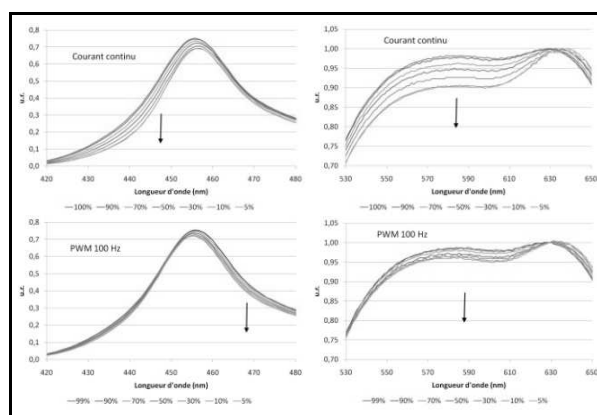 Courant continu
u.r.
0,8
0,7
0,6
0,5
0,4
0,3
0,2
0,1
0,0
420 430 440 450 460 470 480
Longueur d'onde (nm)
100% 90% 70% 50% 30% 10% 5%
Courant continu
u.r.
1,05
1,00
0,95
0,90
0,85
0,80
0,75
0,70
530 550 570 590 610 630 650
Longueur d'onde (nm)
100% 90% 70% 50% 30% 10% 5%
PWM 100 Hz
u.r.
0,8
0,7
0,6
0,5
0,4
0,3
0,2
0,1
0,0
420 430 440 450 460 470 480
Longueur d'onde (nm)
99% 90% 70% 50% 30% 10% 5%
PWM 100 Hz
u.r.
1,05
1,00
0,95
0,90
0,85
0,80
0,75
0,70
530 550 570 590 610 630 650
Longueur d'onde (nm)
99% 90% 70% 50% 30% 10% 5%